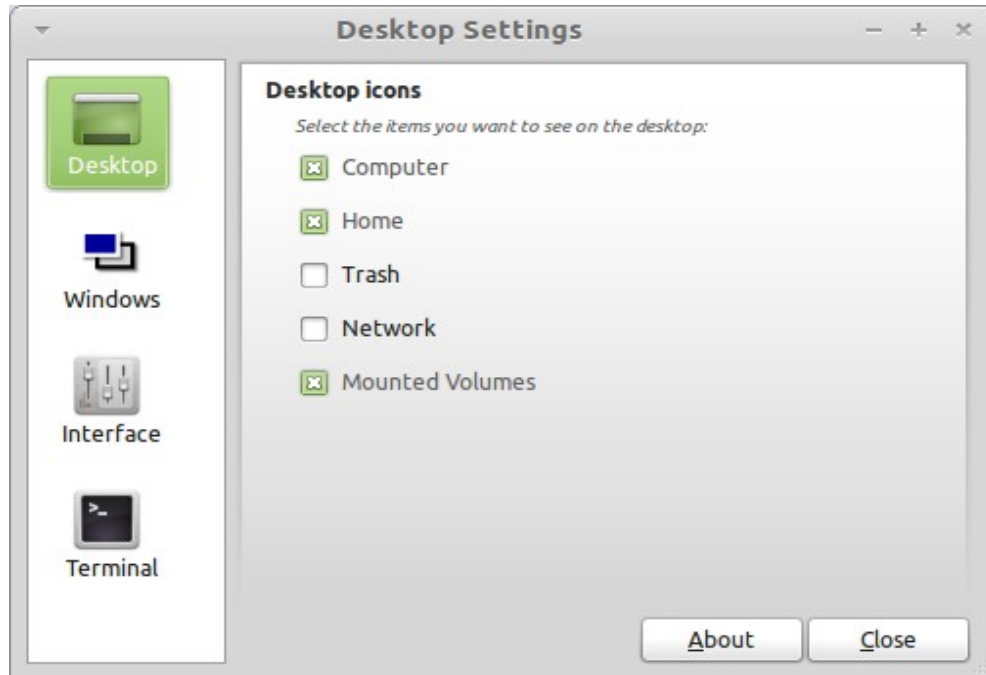 Desktop Settings
Desktop
Windows
Interface
>_
Terminal
Desktop icons
Select the items you want to see on the desktop:
Computer
Home
Trash
Network
Mounted Volumes
About
Close